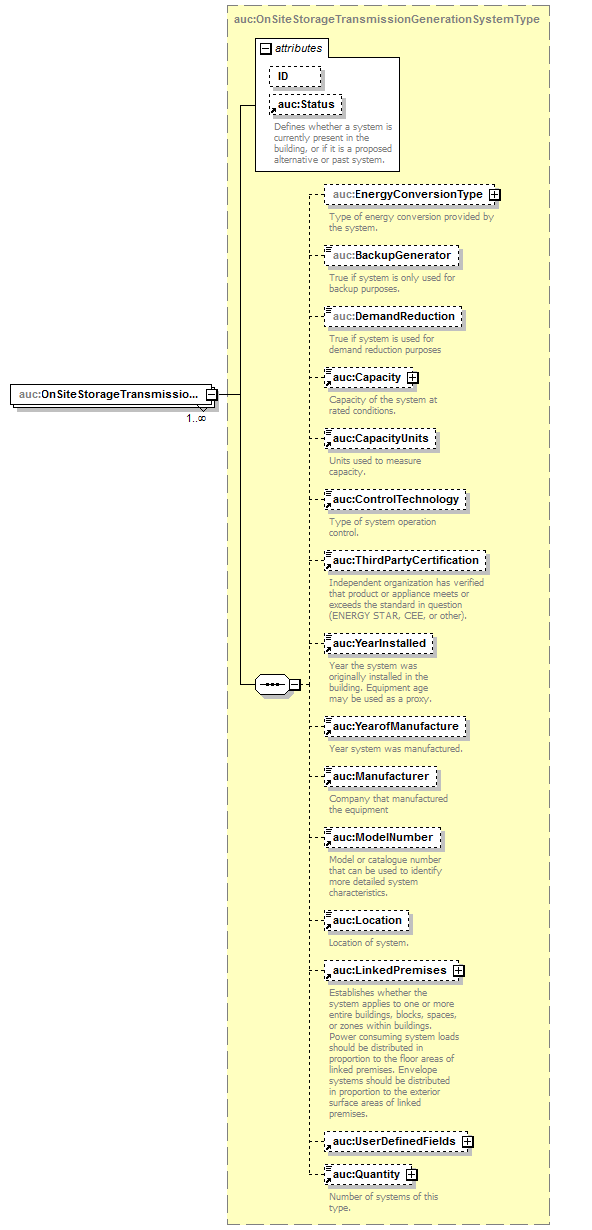 auc:OnSiteStorageTransmissionGenerationSystemType
attributes
ID
auc:Status
Defines whether a system is
currently present in the
building, or if it is a proposed
alternative or past system.
auc:EnergyConversionType
Type of energy conversion provided by
the system.
auc:BackupGenerator
True if system is only used for
backup purposes.
auc:DemandReduction
True if system is used for
demand reduction purposes
auc:Capacity
Capacity of the system at
rated conditions.
auc:OnSiteStorageTransmissio...
1..∞
auc:CapacityUnits
Units used to measure
capacity.
auc:ControlTechnology
Type of system operation
control.
auc:ThirdPartyCertification
Independent organization has verified
that product or appliance meets or
exceeds the standard in question
(ENERGY STAR, CEE, or other).
auc:YearInstalled
Year the system was
originally installed in the
building. Equipment age
may be used as a proxy.
auc:YearofManufacture
Year system was manufactured.
auc:Manufacturer
Company that manufactured
the equipment
auc:ModelNumber
Model or catalogue number
that can be used to identify
more detailed system
characteristics.
auc:Location
Location of system.
auc:LinkedPremises
Establishes whether the
system applies to one or more
entire buildings, blocks, spaces,
or zones within buildings.
Power consuming system loads
should be distributed in
proportion to the floor areas of
linked premises. Envelope
systems should be distributed
in proportion to the exterior
surface areas of linked
premises.
auc:UserDefinedFields
auc:Quantity
Number of systems of this
type.